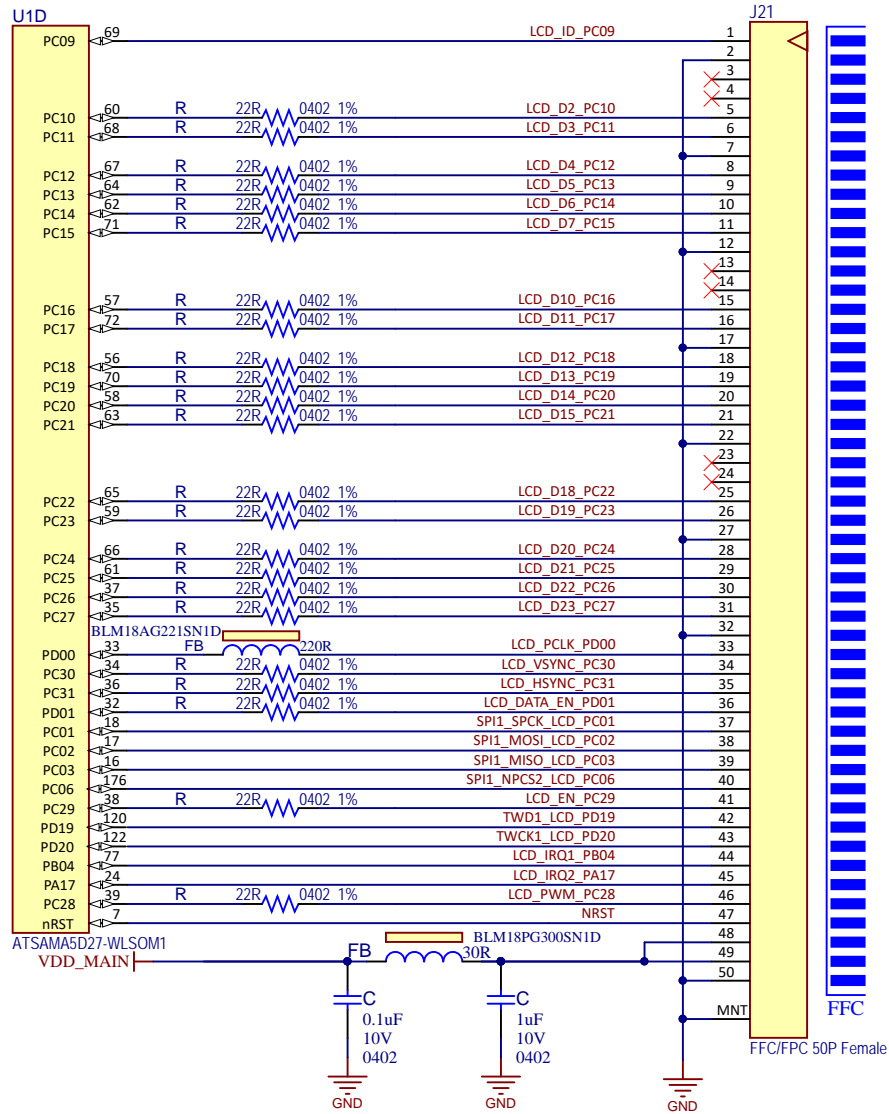 U1D J21
PC09 69 LCD_ID_PC09 1
2
3
4
PC10 60 R 22R 0402 1% LCD_D2_PC10 5
PC11 68 R 22R 0402 1% LCD_D3_PC11 6
7
PC12 67 R 22R 0402 1% LCD_D4_PC12 8
PC13 64 R 22R 0402 1% LCD_D5_PC13 9
PC14 62 R 22R 0402 1% LCD_D6_PC14 10
PC15 71 R 22R 0402 1% LCD_D7_PC15 11
12
13
14
PC16 57 R 22R 0402 1% LCD_D10_PC16 15
PC17 72 R 22R 0402 1% LCD_D11_PC17 16
17
PC18 56 R 22R 0402 1% LCD_D12_PC18 18
PC19 70 R 22R 0402 1% LCD_D13_PC19 19
PC20 58 R 22R 0402 1% LCD_D14_PC20 20
PC21 63 R 22R 0402 1% LCD_D15_PC21 21
22
23
24
PC22 65 R 22R 0402 1% LCD_D18_PC22 25
PC23 59 R 22R 0402 1% LCD_D19_PC23 26
27
PC24 66 R 22R 0402 1% LCD_D20_PC24 28
PC25 61 R 22R 0402 1% LCD_D21_PC25 29
PC26 37 R 22R 0402 1% LCD_D22_PC26 30
PC27 35 R 22R 0402 1% LCD_D23_PC27 31
BLM18AG221SN1D 32
PD00 33 FB 220R LCD_PCLK_PD00 33
PC30 34 R 22R 0402 1% LCD_VSYNC_PC30 34
PC31 36 R 22R 0402 1% LCD_HSYNC_PC31 35
PD01 32 R 22R 0402 1% LCD_DATA_EN_PD01 36
PC01 18 SPI1_SPCK_LCD_PC01 37
PC02 17 SPI1_MOSI_LCD_PC02 38
PC03 16 SPI1_MISO_LCD_PC03 39
PC06 176 SPI1_NPCS2_LCD_PC06 40
PC29 38 R 22R 0402 1% LCD_EN_PC29 41
PD19 120 TWD1_LCD_PD19 42
PD20 122 TWCK1_LCD_PD20 43
PB04 77 LCD_IRQ1_PB04 44
PA17 24 LCD_IRQ2_PA17 45
PC28 39 R 22R 0402 1% LCD_PWM_PC28 46
nRST 7 NRST 47
ATSAMA5D27-WLSOM1 BLM18PG300SN1D 48
VDD_MAIN FB 30R 49
50
C C MNT FFC
0.1uF 1uF
10V 10V
0402 0402
FFC/FPC 50P Female
GND GND GND